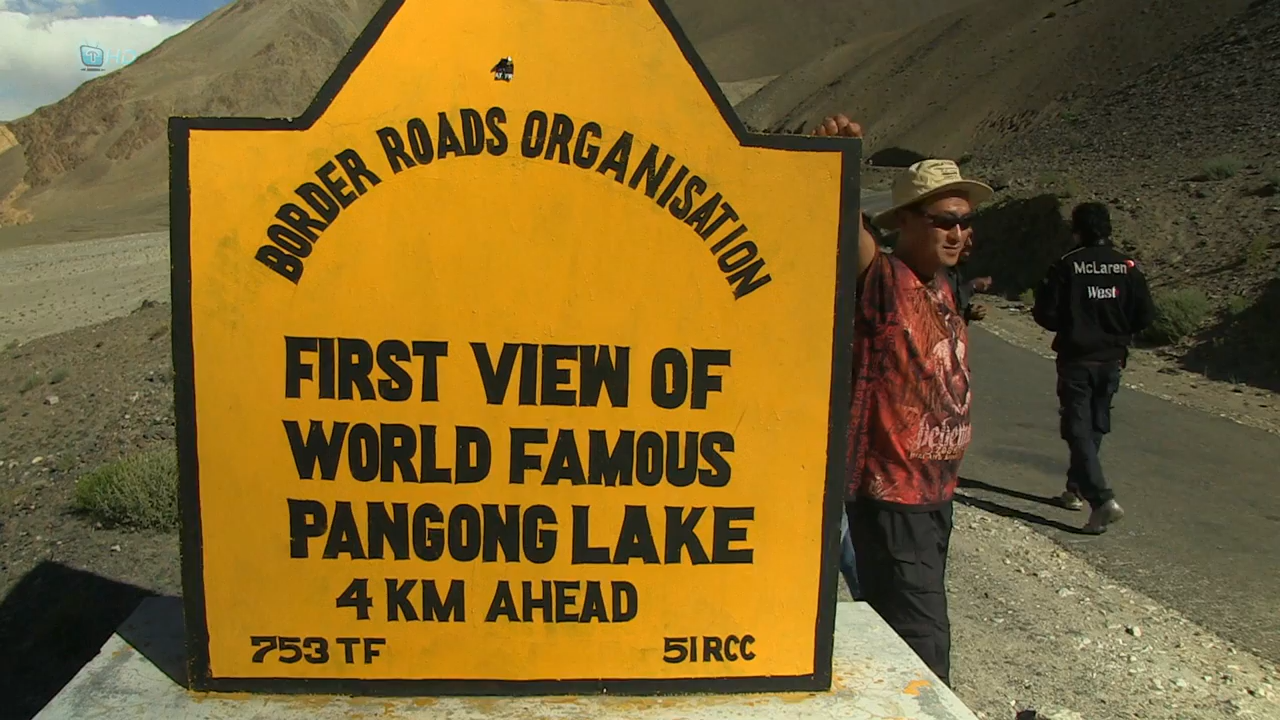 BORDER ROADS ORGANISATION
FIRST VIEW OF
WORLD FAMOUS
PANGONG LAKE
4 KM AHEAD
753 TF
51 RCC
McLaren
West
HD